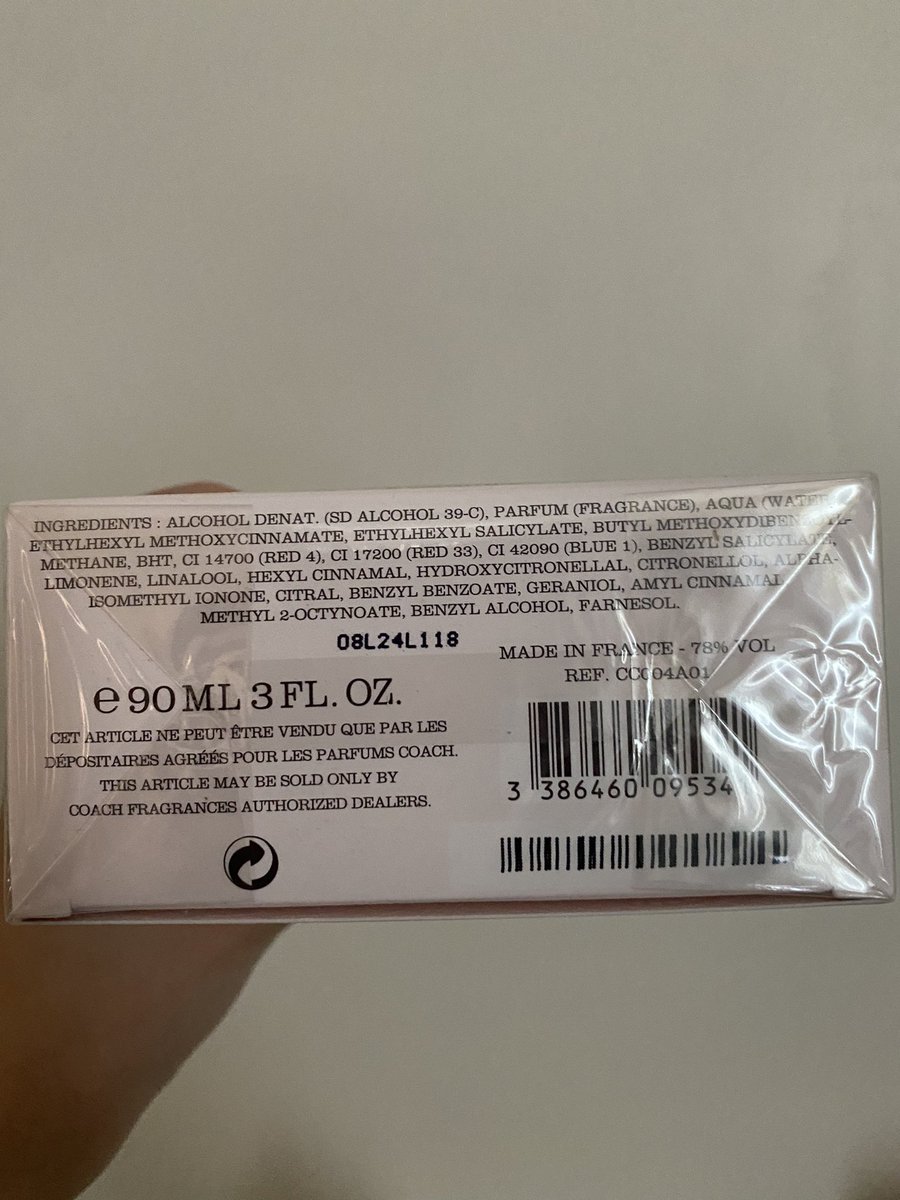 INGREDIENTS : ALCOHOL DENAT. (SD ALCOHOL 39-C), PARFUM (FRAGRANCE), AQUA (WATER
ETHYLHEXYL METHOXYCINNAMATE, ETHYLHEXYL SALICYLATE, BUTYL
METHANE, BHT, CI 14700 (RED 4), CI 17200 (RED 33), CI 42090 (BLUE 1), BENZYL SALICYLATE,
LIMONENE, LINALOOL, HEXYL CINNAMAL, HYDROXYCITRONELLAL, CITRONELLOL, ALPHA-
ISOMETHYL IONONE, CITRAL, BENZYL BENZOATE, GERANIOL, AMYL CINNAMAL
METHYL 2-OCTYNOATE, BENZYL ALCOHOL, FARNESOL.
08L24L118
MADE IN FRANCE - 78% VOL
REF. CC004A01
e 90 ML 3 FL. OZ.
CET ARTICLE NE PEUT ÊTRE VENDU QUE PAR LES
DÉPOSITAIRES AGRÉÉS POUR LES PARFUMS COACH.
THIS ARTICLE MAY BE SOLD ONLY BY
COACH FRAGRANCES AUTHORIZED DEALERS.
3 386460 09534